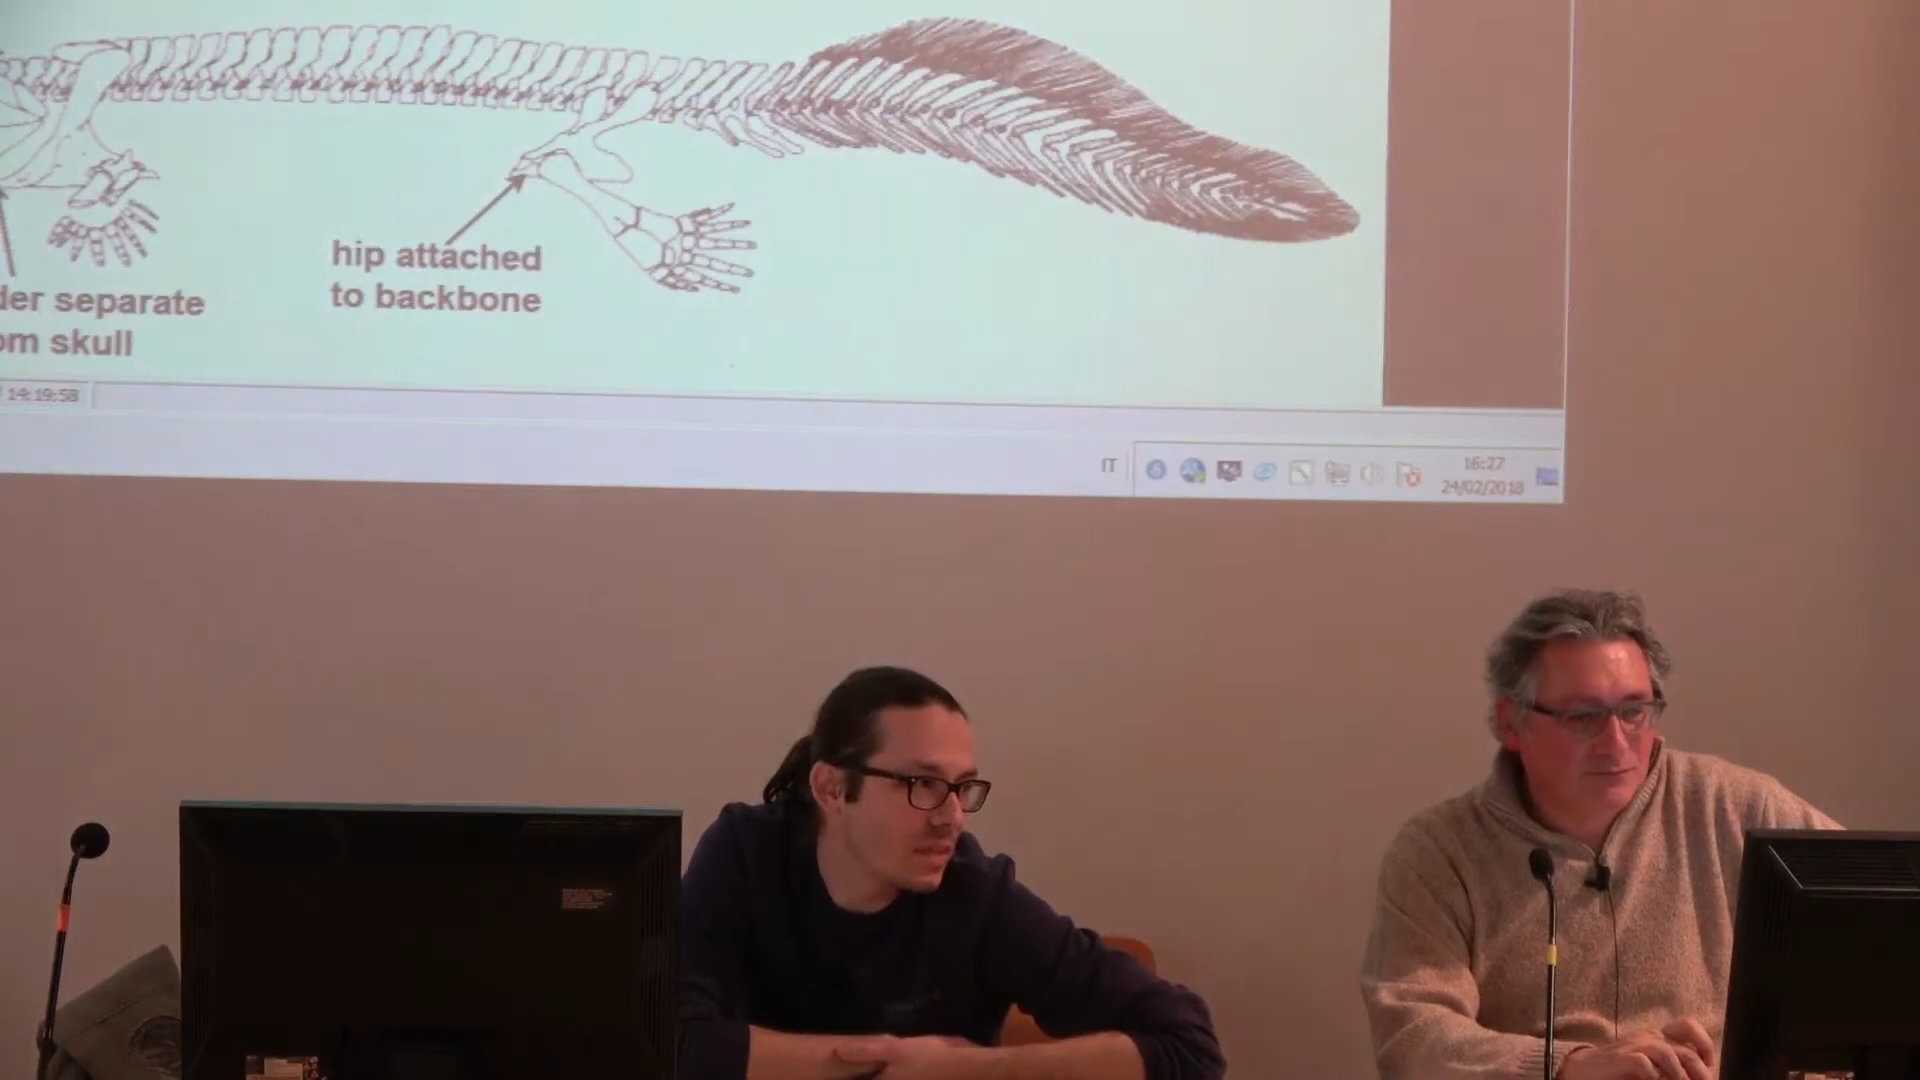 hip attached
to backbone
der separate
om skull
14:19:58
IT
16:27
24/02/2018